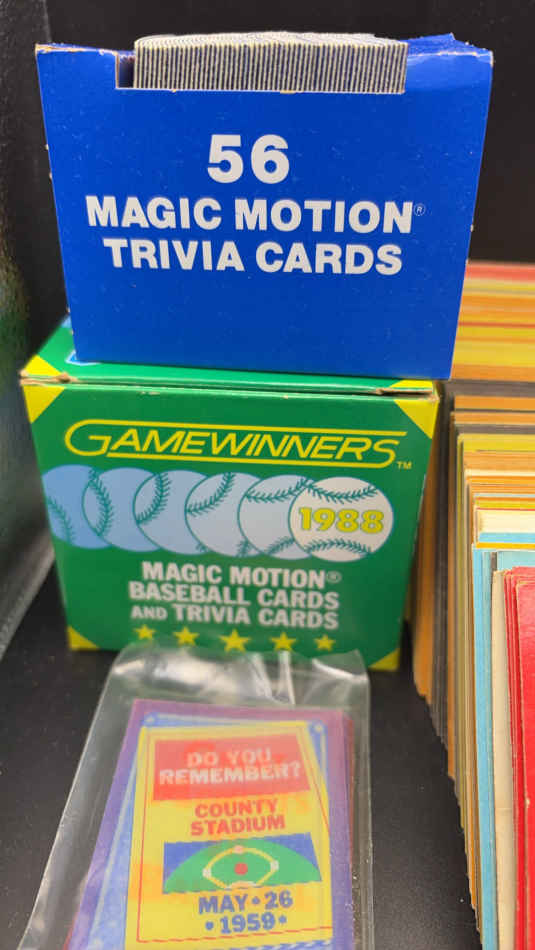 56
MAGIC MOTION®
TRIVIA CARDS
GAMEWINNERS™
1988
MAGIC MOTION®
BASEBALL CARDS
AND TRIVIA CARDS
DO YOU
REMEMBER?
COUNTY
STADIUM
MAY•26
•1959•